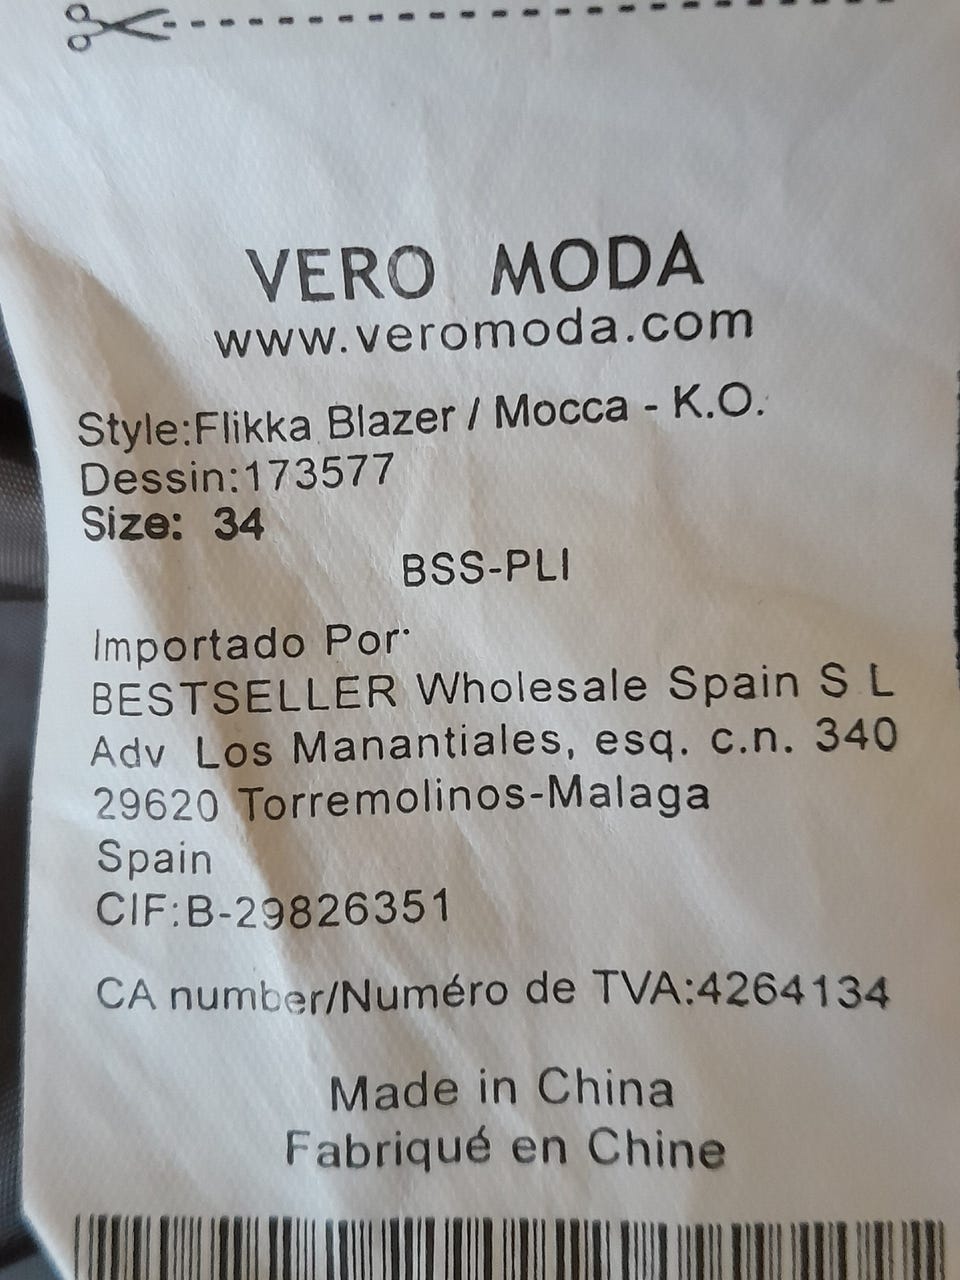 VERO MODA
www.veromoda.com
Style:Flikka Blazer / Mocca - K.O.
Dessin:173577
Size: 34
BSS-PLI
Importado Por:
BESTSELLER Wholesale Spain S L
Adv Los Manantiales, esq. c.n. 340
29620 Torremolinos-Malaga
Spain
CIF:B-29826351
CA number/Numéro de TVA:4264134
Made in China
Fabriqué en Chine